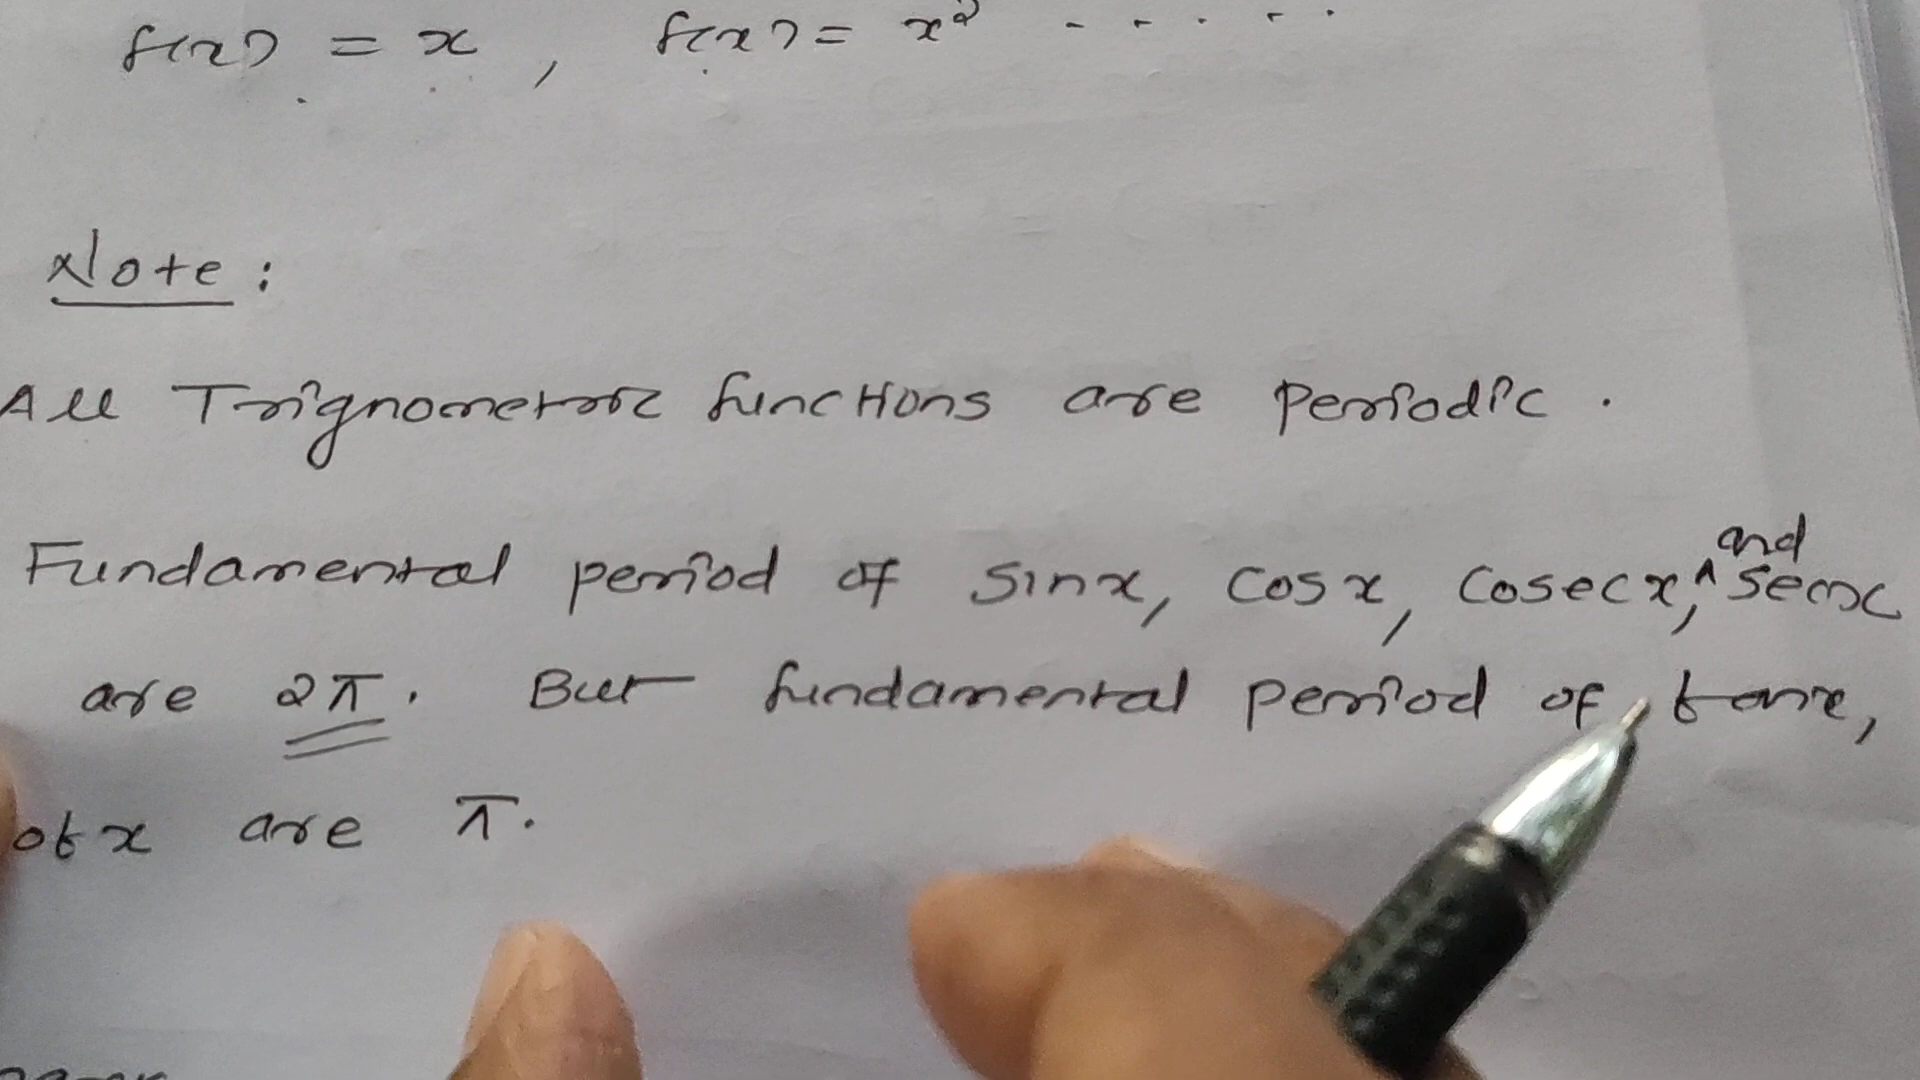 f(x) = x, f(x) = x² - - . - .
Note:
All Trignometric functions are Periodic.
Fundamental period of sinx, cosx, cosecx, and secx
are 2π. But fundamental period of tanx,
otx are π.